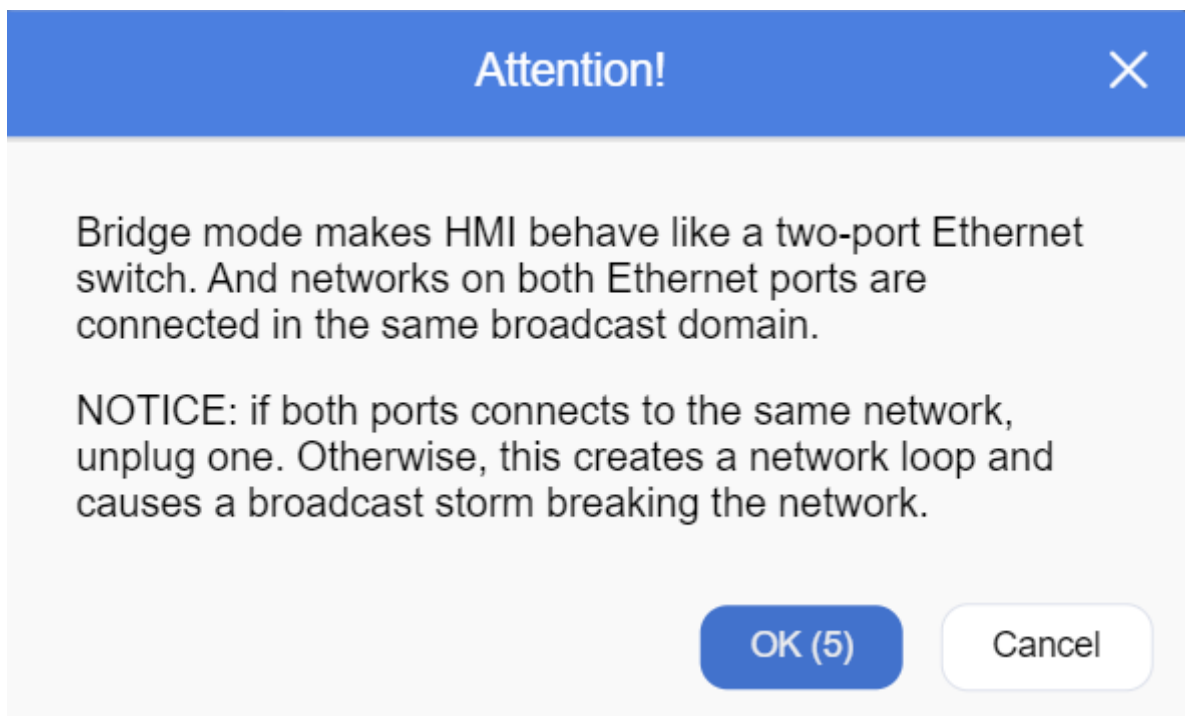 Attention!
Bridge mode makes HMI behave like a two-port Ethernet
switch. And networks on both Ethernet ports are
connected in the same broadcast domain.
NOTICE: if both ports connects to the same network,
unplug one. Otherwise, this creates a network loop and
causes a broadcast storm breaking the network.
OK (5)
Cancel